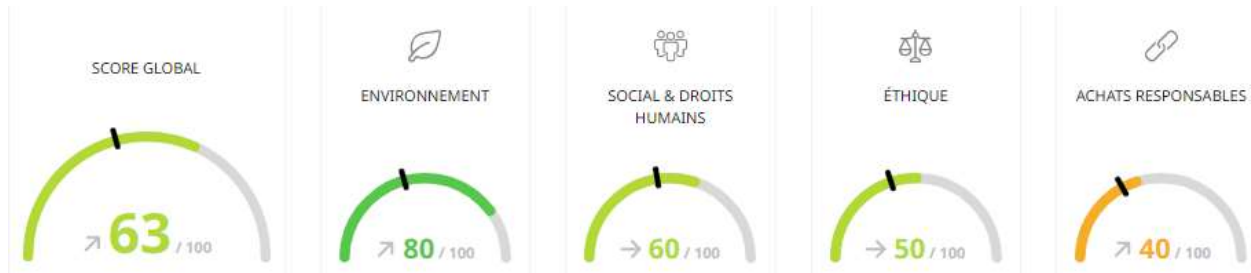 SCORE GLOBAL
63 / 100
ENVIRONNEMENT
80 / 100
SOCIAL & DROITS
HUMAINS
60 / 100
ÉTHIQUE
50 / 100
ACHATS RESPONSABLES
40 / 100